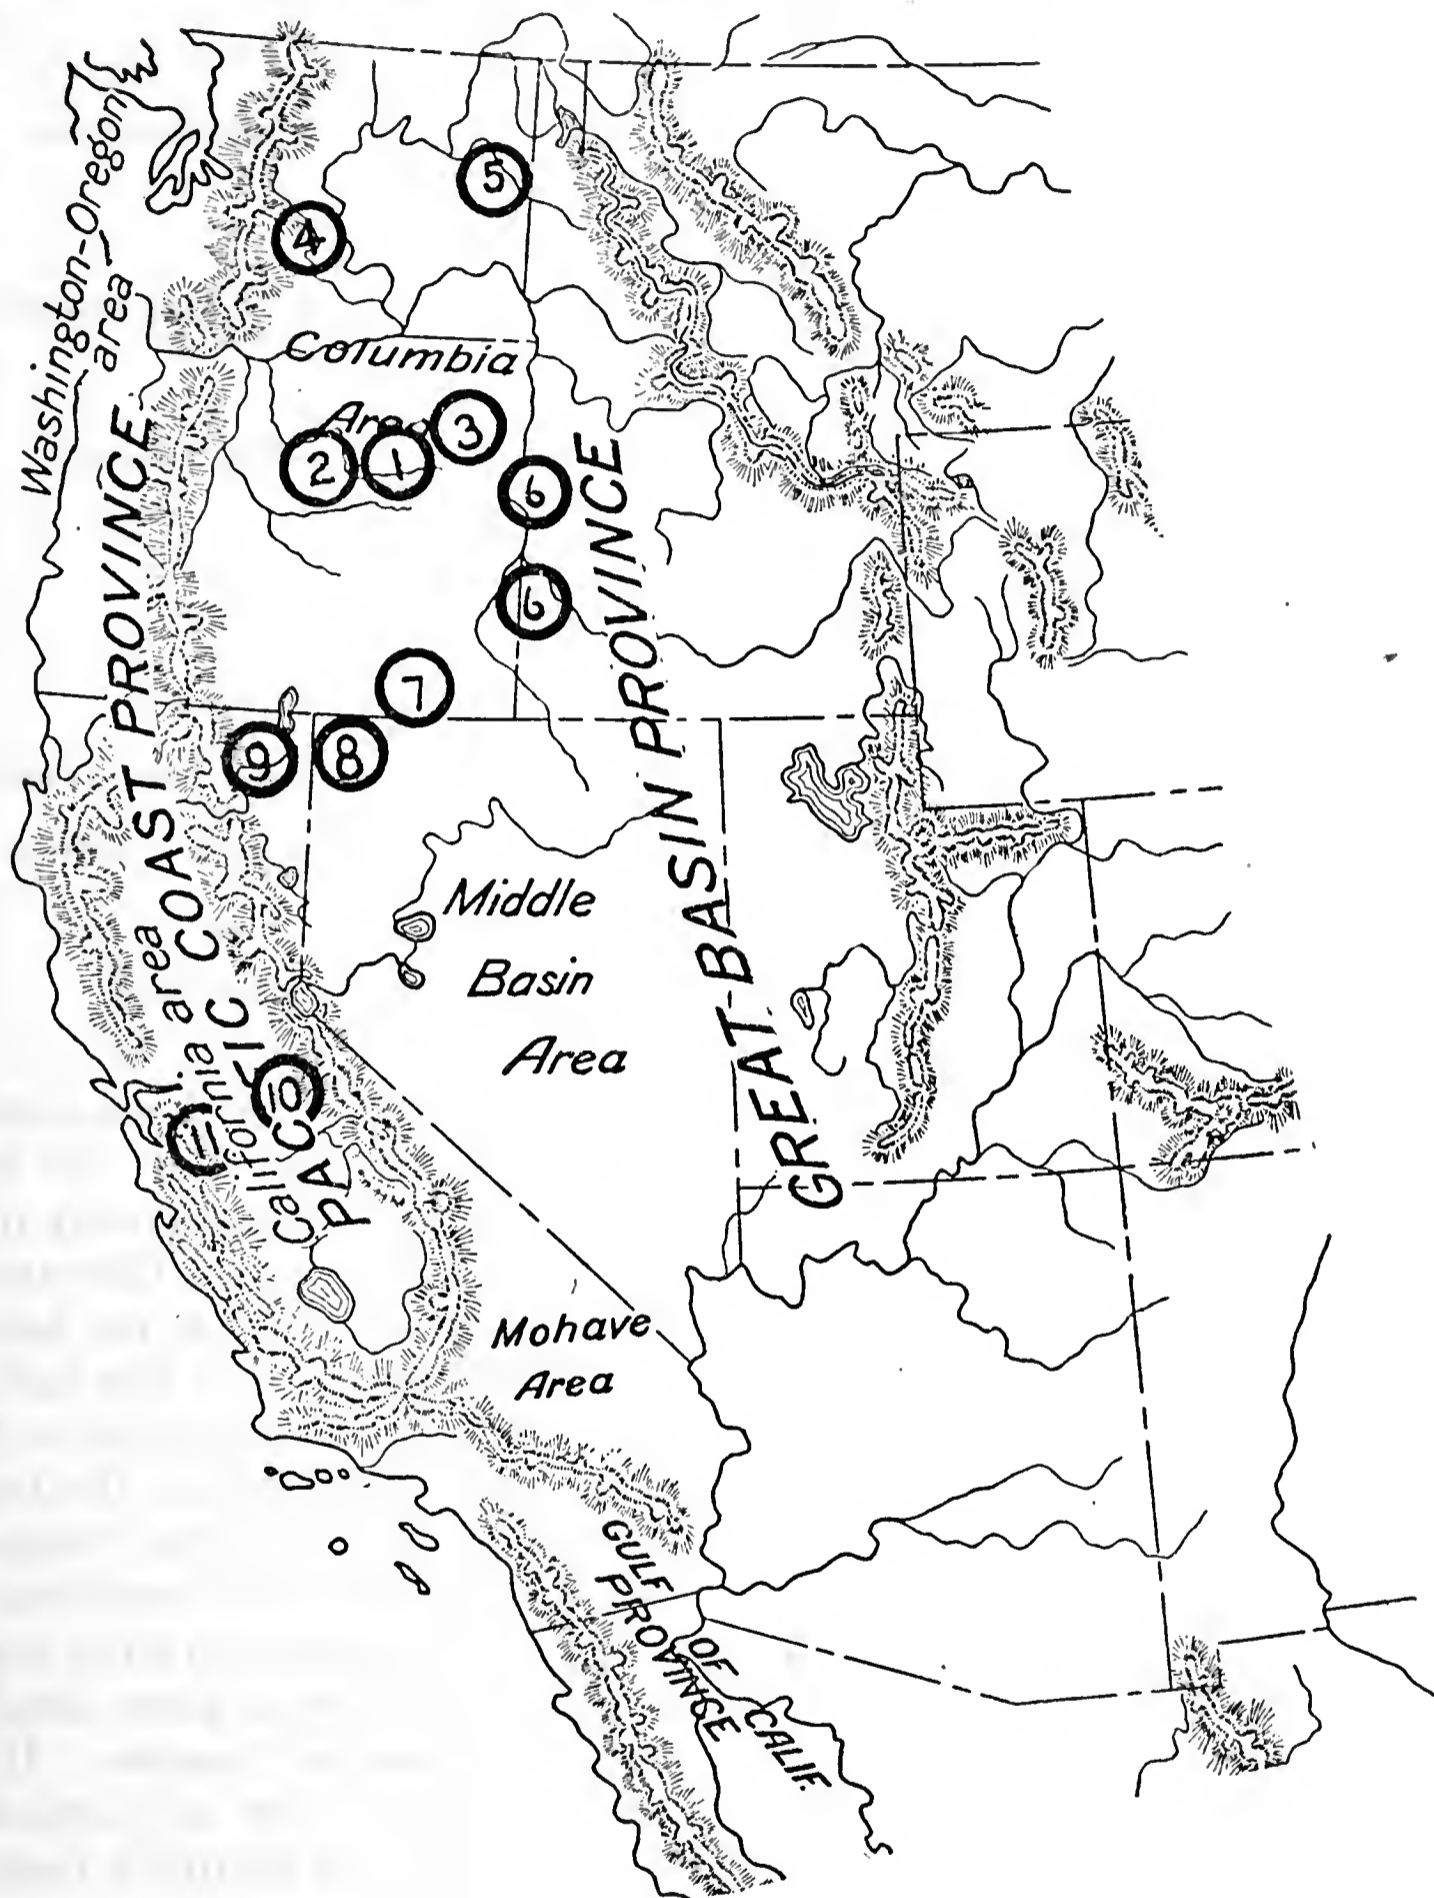 Washington-Oregon
area
5
4
Columbia
Area
3
2
1
6
6
7
9
8
PACIFIC COAST PROVINCE
GREAT BASIN PROVINCE
Middle
Basin
Area
California area
10
11
Mohave
Area
GULF OF CALIF.
PROVINCE